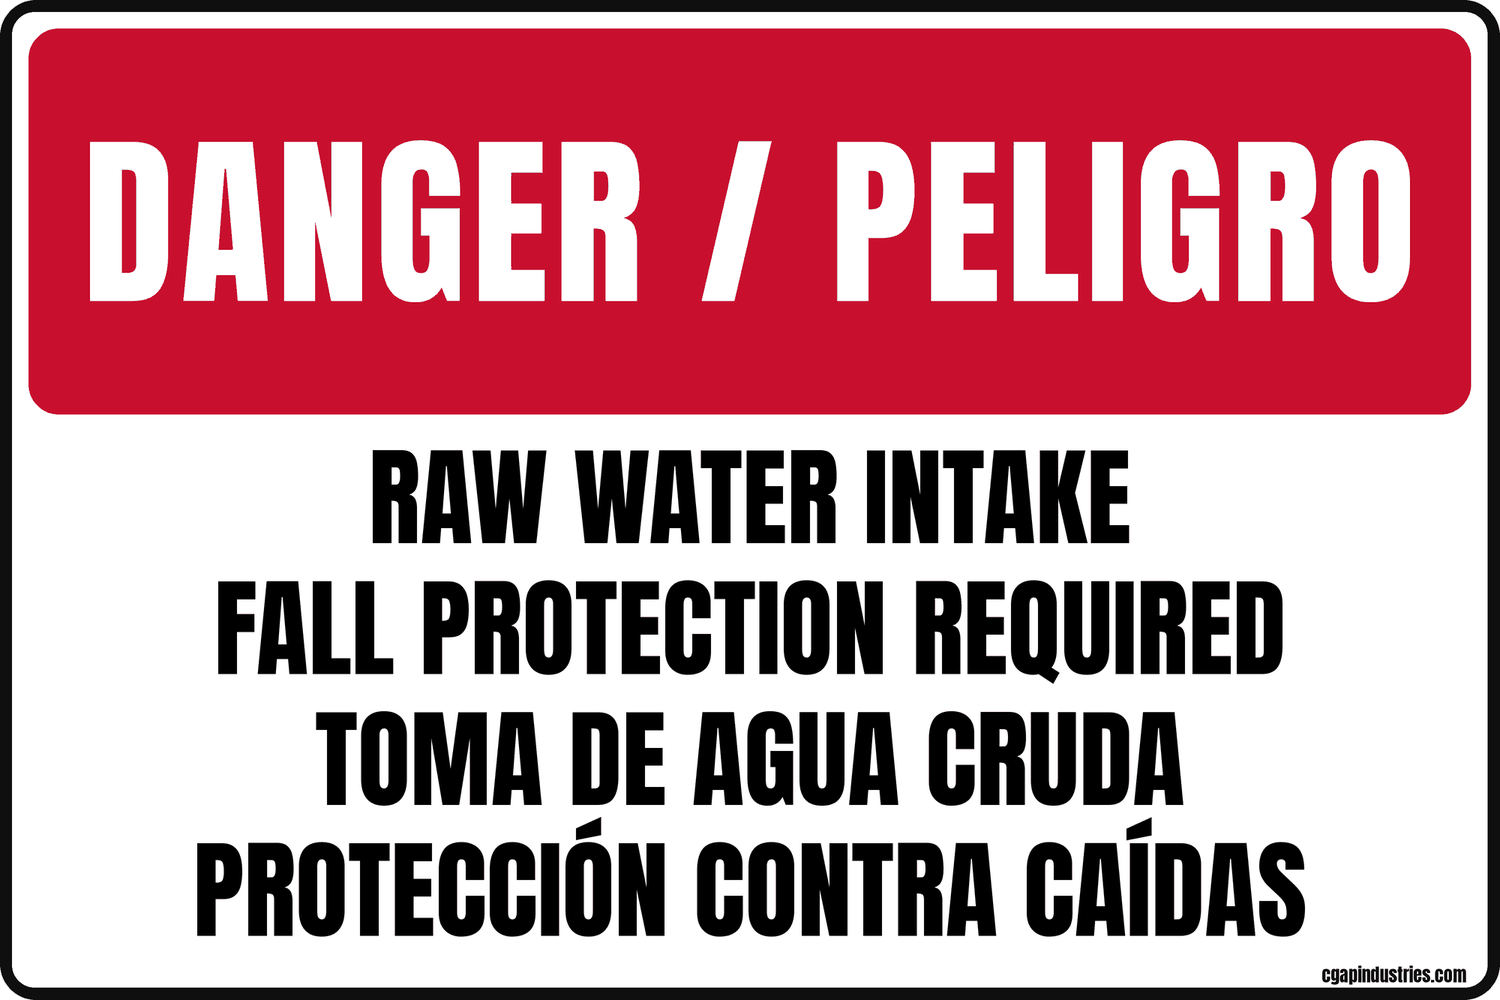 DANGER / PELIGRO
RAW WATER INTAKE
FALL PROTECTION REQUIRED
TOMA DE AGUA CRUDA
PROTECCIÓN CONTRA CAÍDAS
cgapindustries.com